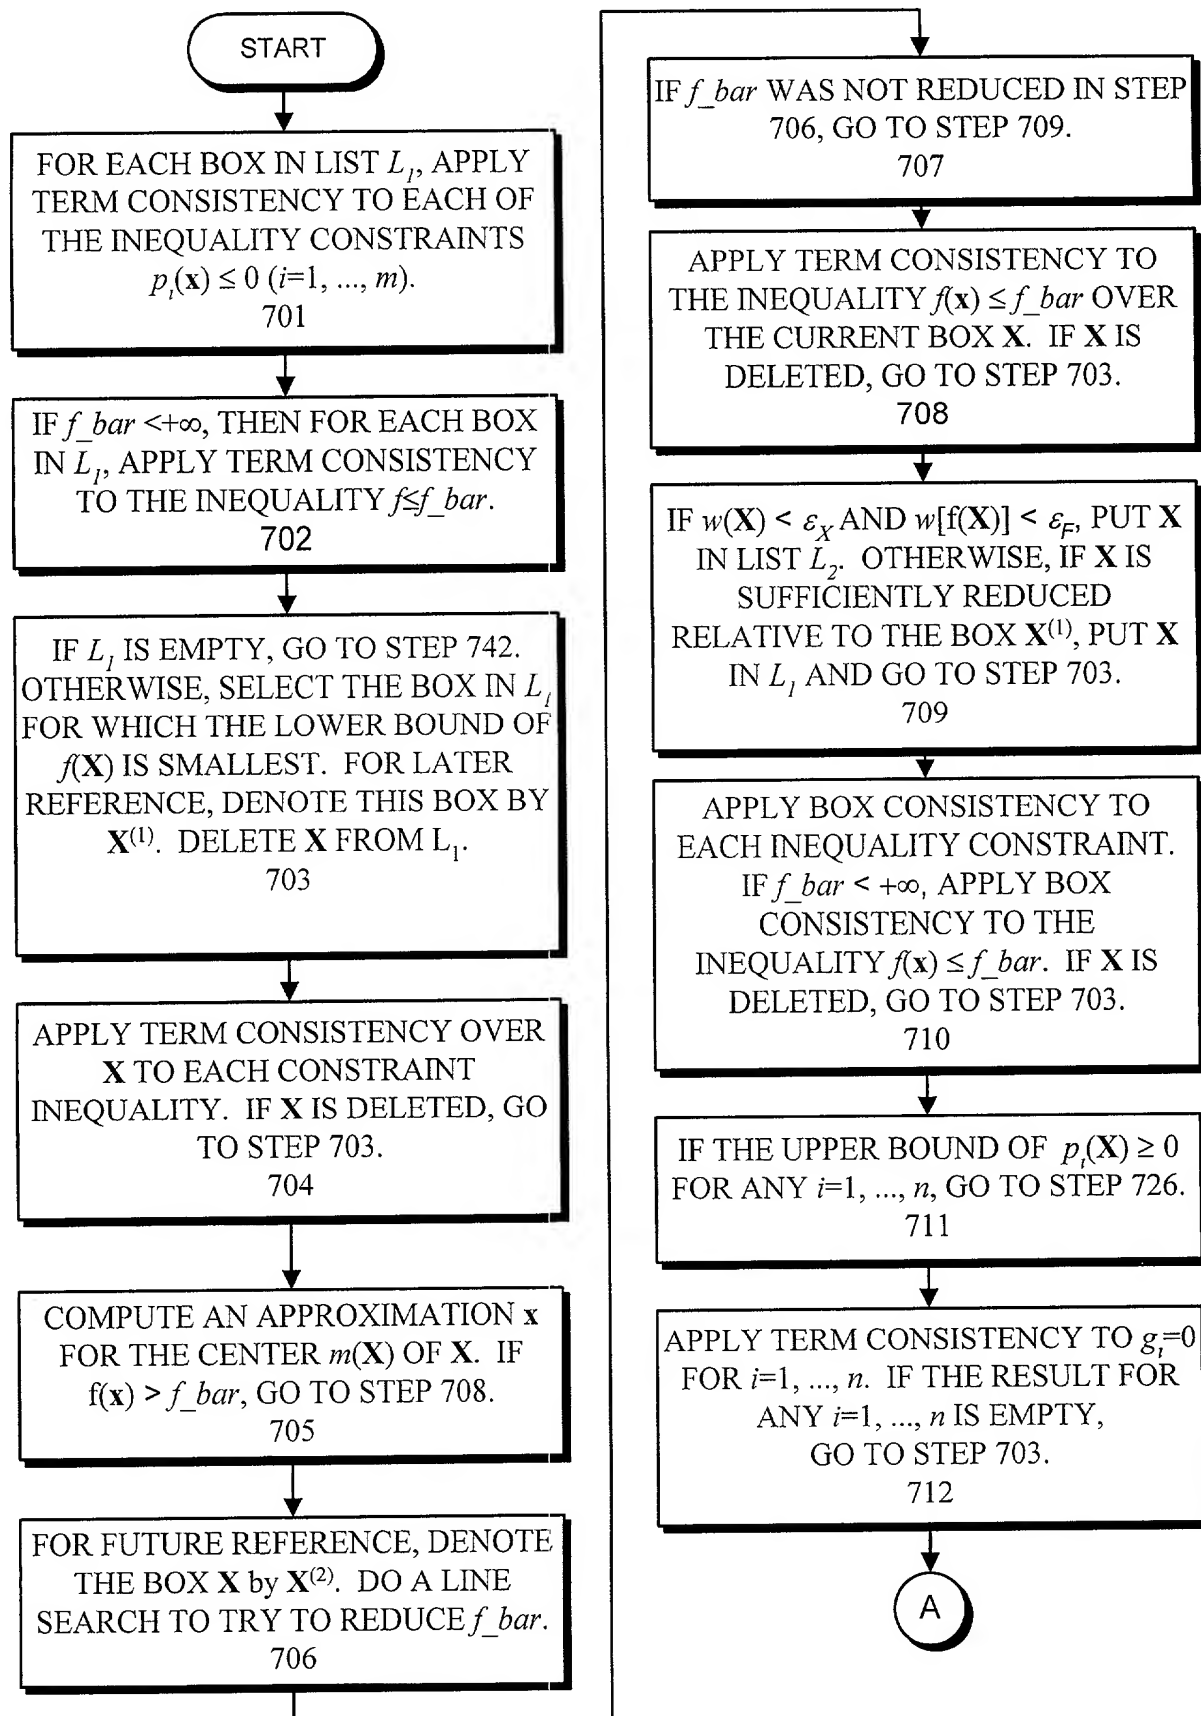 START
FOR EACH BOX IN LIST L₁, APPLY
TERM CONSISTENCY TO EACH OF
THE INEQUALITY CONSTRAINTS
pᵢ(x) ≤ 0 (i=1, ..., m).
701
IF f_bar <+∞, THEN FOR EACH BOX
IN L₁, APPLY TERM CONSISTENCY
TO THE INEQUALITY f≤f_bar.
702
IF L₁ IS EMPTY, GO TO STEP 742.
OTHERWISE, SELECT THE BOX IN L₁
FOR WHICH THE LOWER BOUND OF
f(X) IS SMALLEST. FOR LATER
REFERENCE, DENOTE THIS BOX BY
X⁽¹⁾. DELETE X FROM L₁.
703
APPLY TERM CONSISTENCY OVER
X TO EACH CONSTRAINT
INEQUALITY. IF X IS DELETED, GO
TO STEP 703.
704
COMPUTE AN APPROXIMATION x
FOR THE CENTER m(X) OF X. IF
f(x) > f_bar, GO TO STEP 708.
705
FOR FUTURE REFERENCE, DENOTE
THE BOX X by X⁽²⁾. DO A LINE
SEARCH TO TRY TO REDUCE f_bar.
706
IF f_bar WAS NOT REDUCED IN STEP
706, GO TO STEP 709.
707
APPLY TERM CONSISTENCY TO
THE INEQUALITY f(x) ≤ f_bar OVER
THE CURRENT BOX X. IF X IS
DELETED, GO TO STEP 703.
708
IF w(X) < ε_X AND w[f(X)] < ε_F, PUT X
IN LIST L₂. OTHERWISE, IF X IS
SUFFICIENTLY REDUCED
RELATIVE TO THE BOX X⁽¹⁾, PUT X
IN L₁ AND GO TO STEP 703.
709
APPLY BOX CONSISTENCY TO
EACH INEQUALITY CONSTRAINT.
IF f_bar < +∞, APPLY BOX
CONSISTENCY TO THE
INEQUALITY f(x) ≤ f_bar. IF X IS
DELETED, GO TO STEP 703.
710
IF THE UPPER BOUND OF pᵢ(X) ≥ 0
FOR ANY i=1, ..., n, GO TO STEP 726.
711
APPLY TERM CONSISTENCY TO gᵢ=0
FOR i=1, ..., n. IF THE RESULT FOR
ANY i=1, ..., n IS EMPTY,
GO TO STEP 703.
712
A